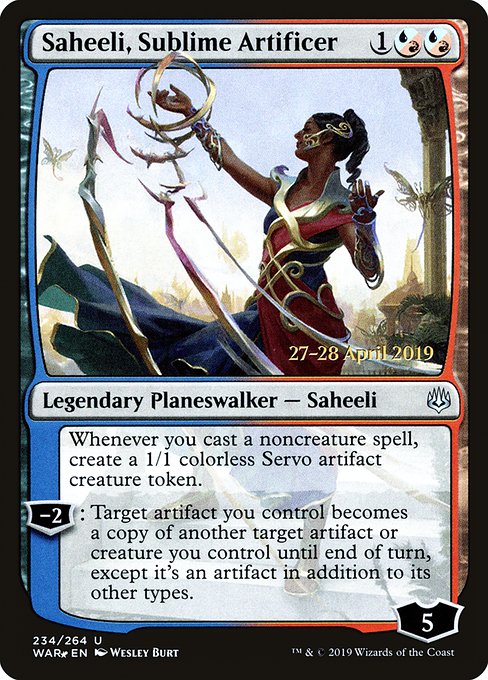 Saheeli, Sublime Artificer 1
27-28 April 2019
Legendary Planeswalker — Saheeli
Whenever you cast a noncreature spell,
create a 1/1 colorless Servo artifact
creature token.
-2 : Target artifact you control becomes
a copy of another target artifact or
creature you control until end of turn,
except it's an artifact in addition to its
other types.
5
234/264 U
WAR EN Wesley Burt
™ & © 2019 Wizards of the Coast